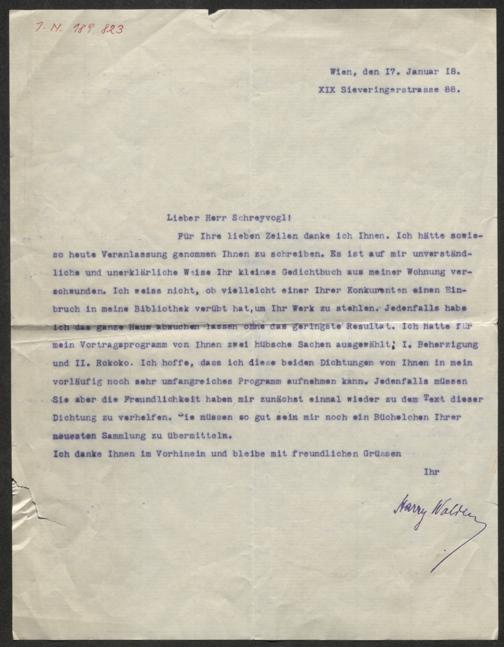 J. N. 189.823
Wien, den 17. Januar 18.
XIX Sieveringerstrasse 88.
Lieber Herr Schreyvogl!
Für Ihre lieben Zeilen danke ich Ihnen. Ich hätte sowie-
so heute Veranlassung genommen Ihnen zu schreiben. Es ist auf mir unverständ-
liche und unerklärliche Weise Ihr kleines Gedichtbuch aus meiner Wohnung ver-
schwunden. Ich weiss nicht, ob vielleicht einer Ihrer Konkurenten einen Ein-
bruch in meine Bibliothek verübt hat,um Ihr Werk zu stehlen. Jedenfalls habe
ich das ganze Haus absuchen lassen ohne das geringste Resultat. Ich hatte für
mein Vortragsprogramm von Ihnen zwei hübsche Sachen ausgewählt; I. Beherzigung
und II. Rokoko. Ich hoffe, dass ich diese beiden Dichtungen von Ihnen in mein
vorläufig noch sehr umfangreiches Programm aufnehmen kann. Jedenfalls müssen
Sie aber die Freundlichkeit haben mir zunächst einmal wieder zu dem Text dieser
Dichtung zu verhelfen. Sie müssen so gut sein mir noch ein Büchelchen Ihrer
neuesten Sammlung zu übermitteln.
Ich danke Ihnen im Vorhinein und bleibe mit freundlichen Grüssen
Ihr
Harry Walden